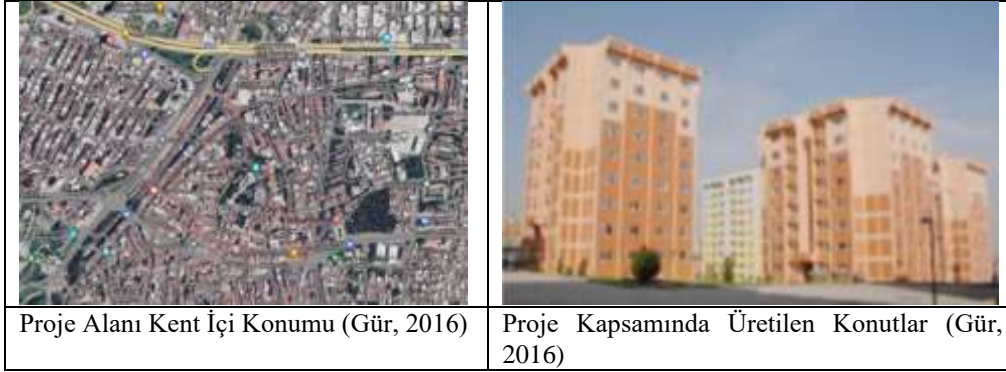 Proje Alanı Kent İçi Konumu (Gür, 2016)
Proje Kapsamında Üretilen Konutlar (Gür,
2016)